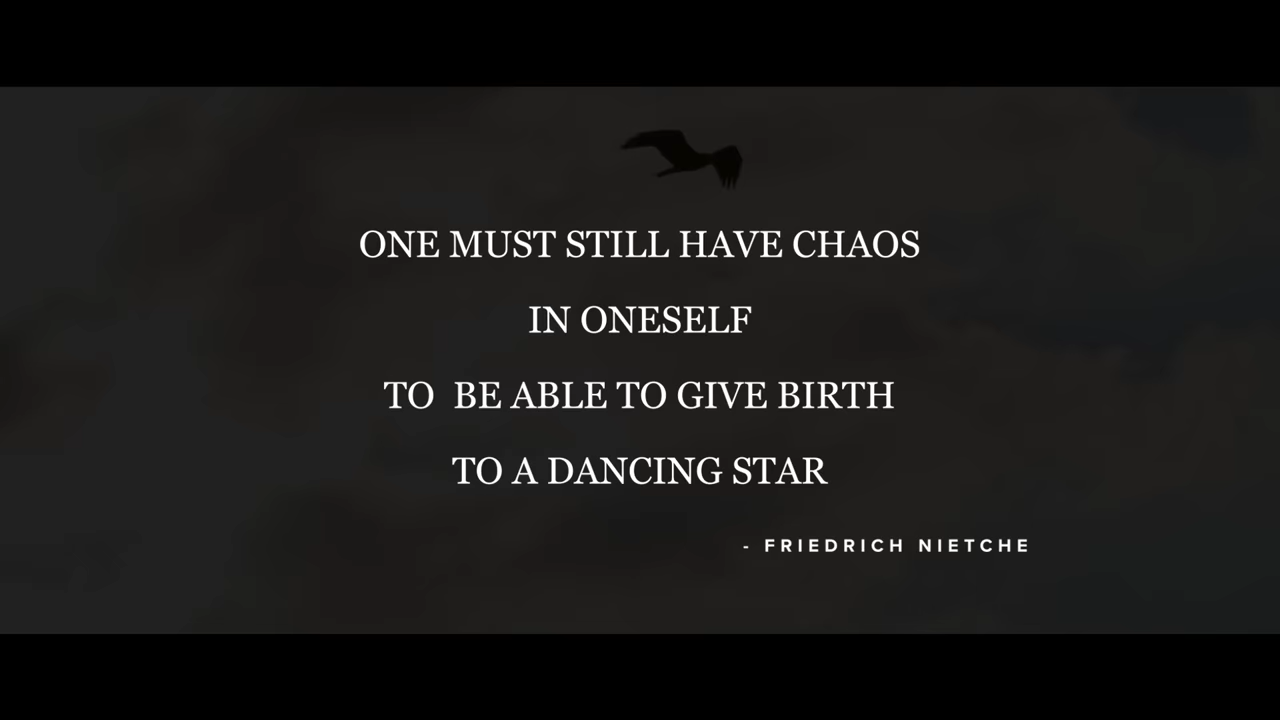 ONE MUST STILL HAVE CHAOS
IN ONESELF
TO  BE ABLE TO GIVE BIRTH
TO A DANCING STAR
- FRIEDRICH NIETCHE